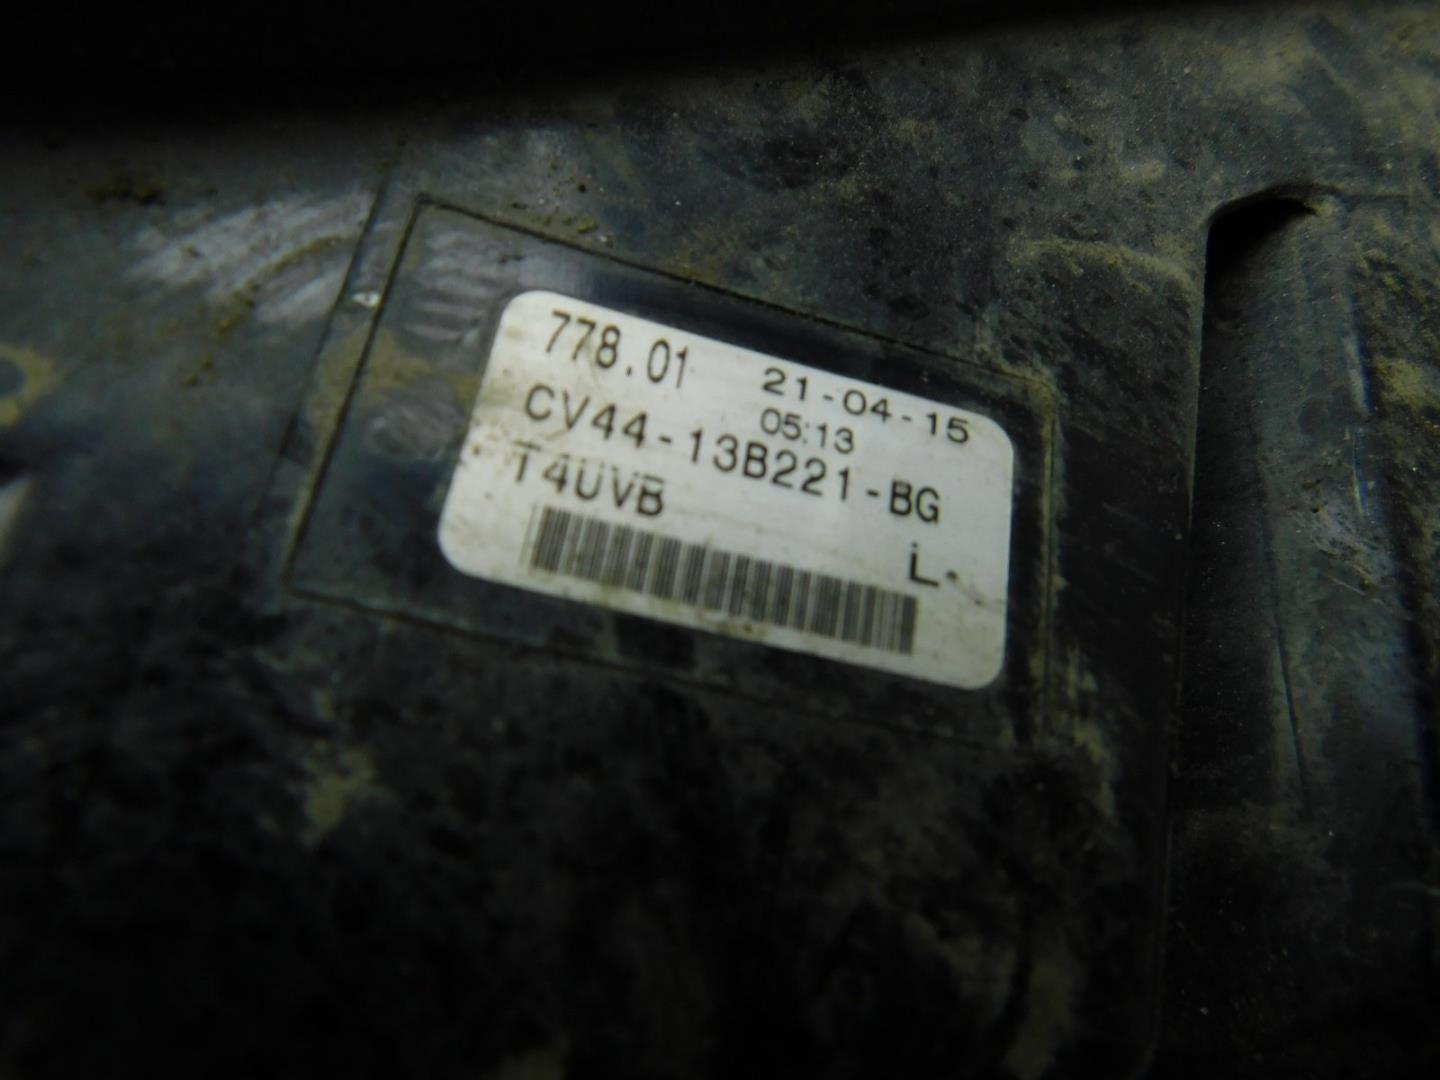 778.01 21-04-15
05:13
CV44-13B221-BG
T4UVB
L